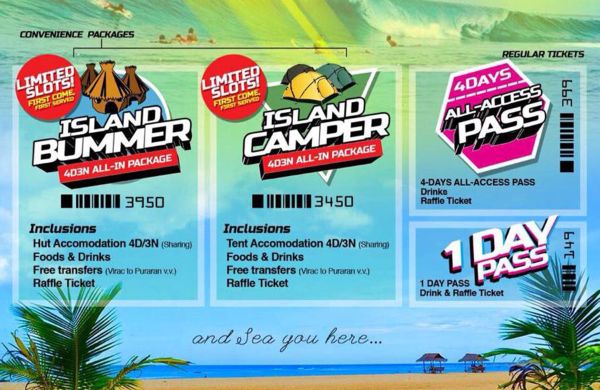 CONVENIENCE PACKAGES
REGULAR TICKETS
LIMITED
SLOTS!
FIRST COME,
FIRST SERVED
ISLAND
BUMMER
4D3N ALL-IN PACKAGE
3950
Inclusions
Hut Accomodation 4D/3N (Sharing)
Foods & Drinks
Free transfers (Virac to Puraran v.v.)
Raffle Ticket
LIMITED
SLOTS!
FIRST COME,
FIRST SERVED
ISLAND
CAMPER
4D3N ALL-IN PACKAGE
3450
Inclusions
Tent Accomodation 4D/3N (Sharing)
Foods & Drinks
Free transfers (Virac to Puraran v.v.)
Raffle Ticket
4DAYS
ALL-ACCESS
PASS
4-DAYS ALL-ACCESS PASS
Drinks
Raffle Ticket
1 DAY
PASS
1 DAY PASS
Drink & Raffle Ticket
and Sea you here...